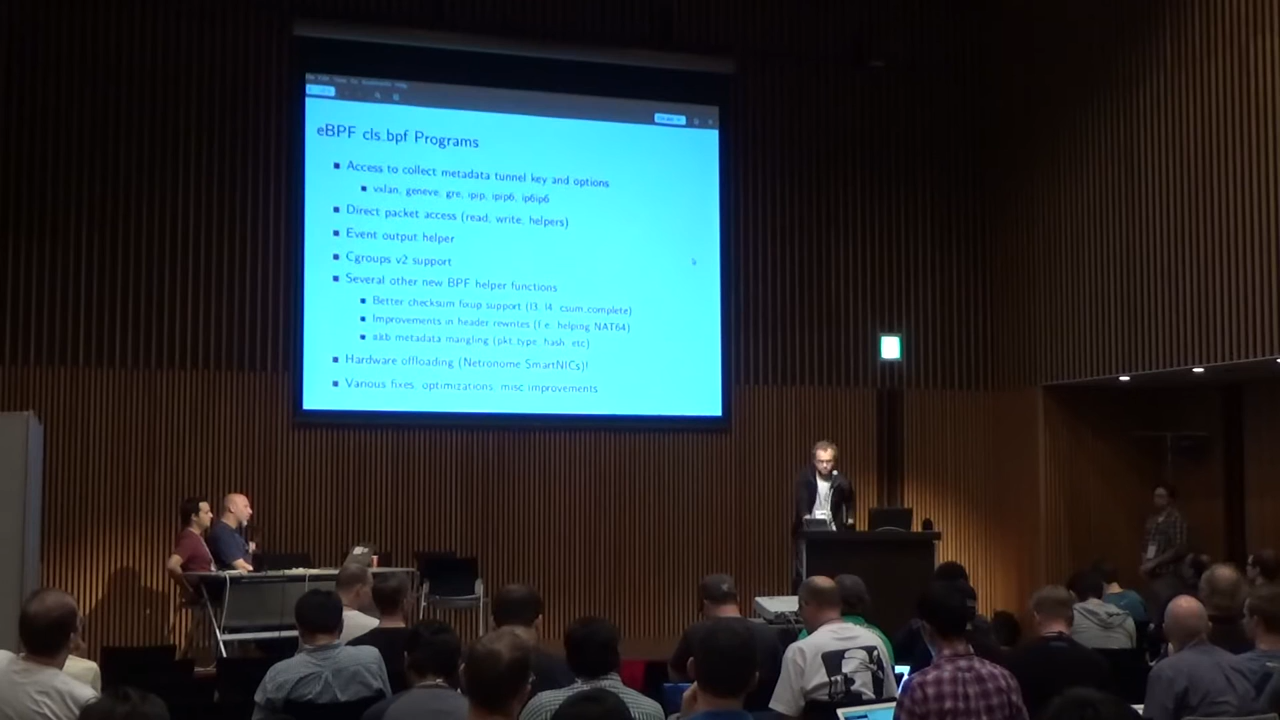 eBPF cls_bpf Programs
Access to collect metadata tunnel key and options
vxlan, geneve, gre, ipip, ipip6, ip6ip6
Direct packet access (read, write, helpers)
Event output helper
Cgroups v2 support
Several other new BPF helper functions
Better checksum fixup support (l3, l4, csum_complete)
Improvements in header rewrites (f.e. helping NAT64)
skb metadata mangling (pkt type, hash, etc)
Hardware offloading (Netronome SmartNICs)!
Various fixes, optimizations, misc improvements